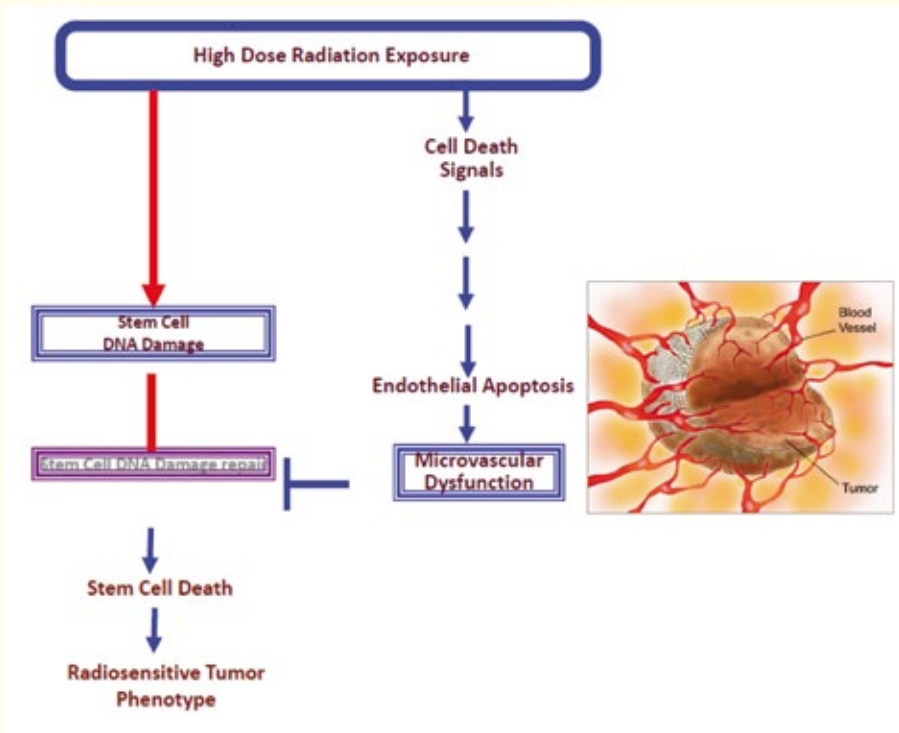 High Dose Radiation Exposure
Cell Death
Signals
Stem Cell
DNA Damage
Blood
Vessel
Endothelial Apoptosis
Stem Cell DNA Damage repair
Microvascular
Dysfunction
Tumor
Stem Cell Death
Radiosensitive Tumor
Phenotype